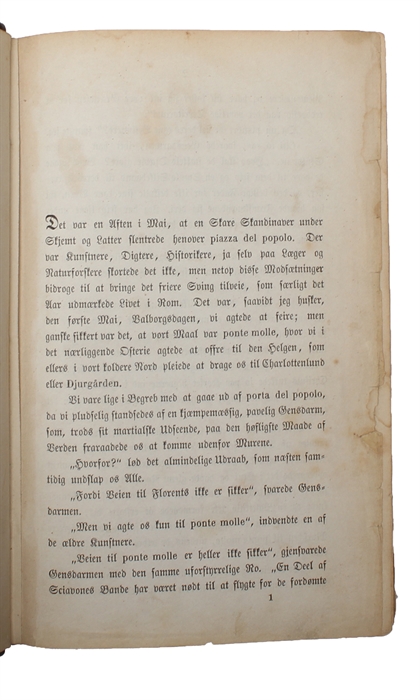 Det var en Aften i Mai, at en Skare Skandinaver under
Skjemt og Latter slentrede henover piazza del popolo. Der
var Kunstnere, Digtere, Historikere, ja selv paa Læger og
Naturforskere skortede det ikke, men netop disse Modsætninger
bidroge til at bringe det friere Sving tilveie, som særligt det
Aar udmærkede Livet i Rom. Det var, saavidt jeg husker,
den første Mai, Valborgsdagen, vi agtede at feire; men
ganske sikkert var det, at vort Maal var ponte molle, hvor vi i
det nærliggende Osterie agtede at offre til den Helgen, som
ellers i vort koldere Nord pleiede at drage os til Charlottenlund
eller Djurgården.
Vi vare lige i Begreb med at gaae ud af porta del popolo,
da vi pludselig standsedes af en kjæmpemæssig, pavelig Gensdarm,
som, trods sit martialske Udseende, paa den høfligste Maade af
Verden fraraadede os at komme udenfor Murene.
„Hvorfor?“ lød det almindelige Udraab, som næsten sam-
tidig undslap os Alle.
„Fordi Veien til Florents ikke er sikker“, svarede Gens-
darmen.
„Men vi agte os kun til ponte molle“, indvendte en af
de ældre Kunstnere.
„Veien til ponte molle er heller ikke sikker“, gjensvarede
Gensdarmen med den samme uforstyrrelige Ro. „En Deel af
Sciavones Bande har været nødt til at flygte for de fordømte
1